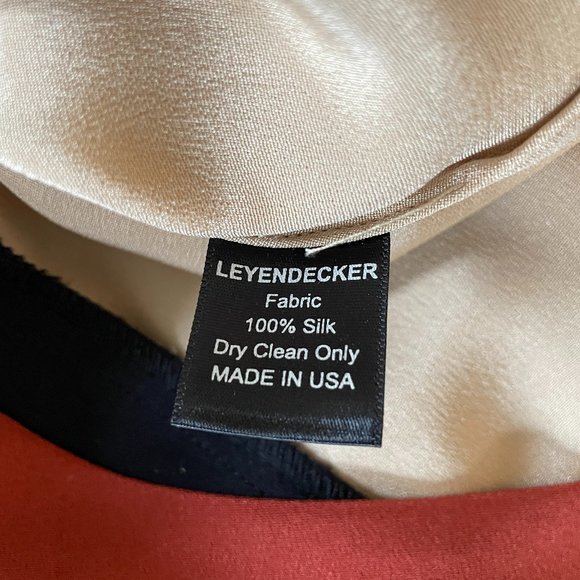 LEYENDECKER
Fabric
100% Silk
Dry Clean Only
MADE IN USA